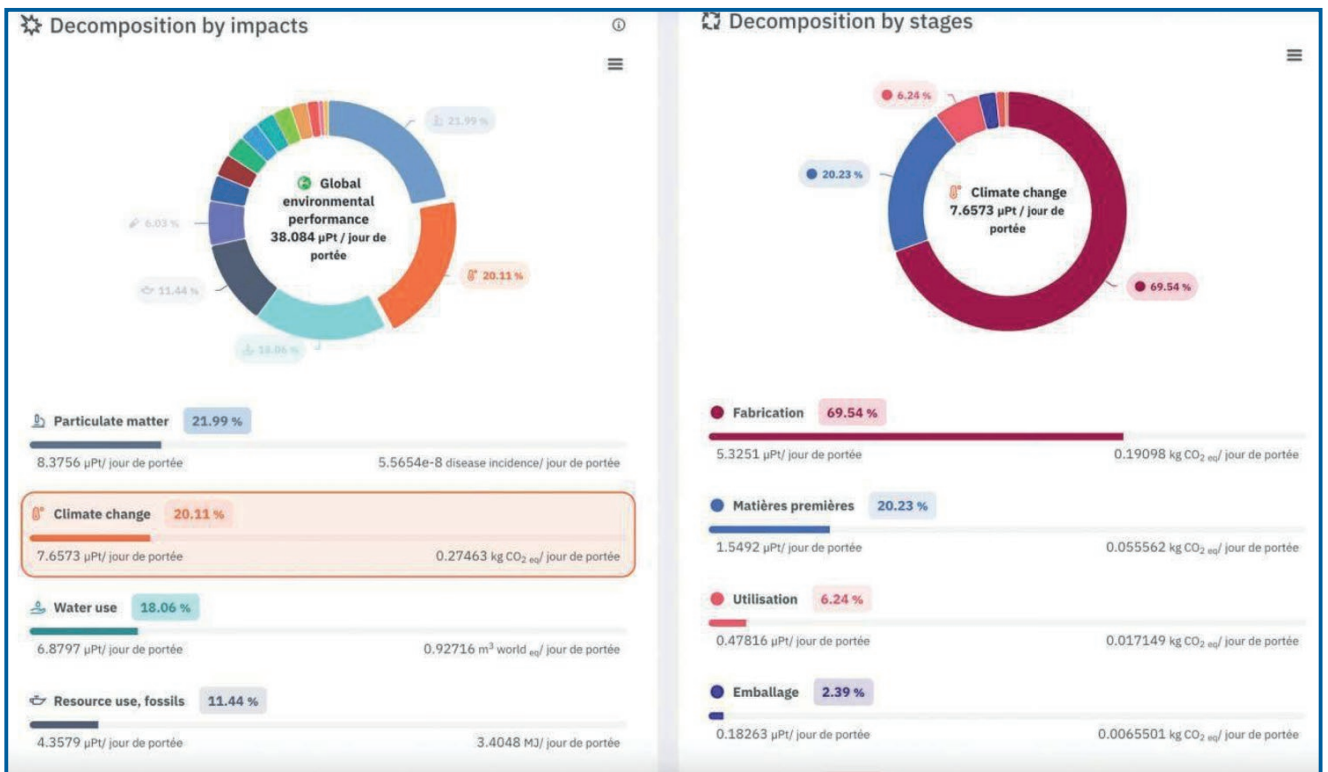 Decomposition by impacts
21.99 %
Global
environmental
performance
38.084 µPt / jour de
portée
6.03 %
20.11 %
11.44 %
18.06 %
Particulate matter 21.99 %
8.3756 µPt/ jour de portée 5.5654e-8 disease incidence/ jour de portée
Climate change 20.11 %
7.6573 µPt/ jour de portée 0.27463 kg CO2 eq/ jour de portée
Water use 18.06 %
6.8797 µPt/ jour de portée 0.92716 m³ world eq/ jour de portée
Resource use, fossils 11.44 %
4.3579 µPt/ jour de portée 3.4048 MJ/ jour de portée
Decomposition by stages
6.24 %
20.23 %
Climate change
7.6573 µPt / jour de
portée
69.54 %
Fabrication 69.54 %
5.3251 µPt/ jour de portée 0.19098 kg CO2 eq/ jour de portée
Matières premières 20.23 %
1.5492 µPt/ jour de portée 0.055562 kg CO2 eq/ jour de portée
Utilisation 6.24 %
0.47816 µPt/ jour de portée 0.017149 kg CO2 eq/ jour de portée
Emballage 2.39 %
0.18263 µPt/ jour de portée 0.0065501 kg CO2 eq/ jour de portée